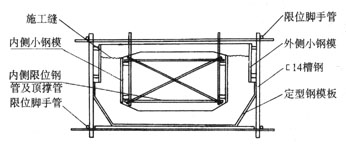 施工缝
内侧小钢模
内侧限位钢
管及顶撑管
限位脚手管
限位脚手管
外侧小钢模
⊏14槽钢
定型钢模板